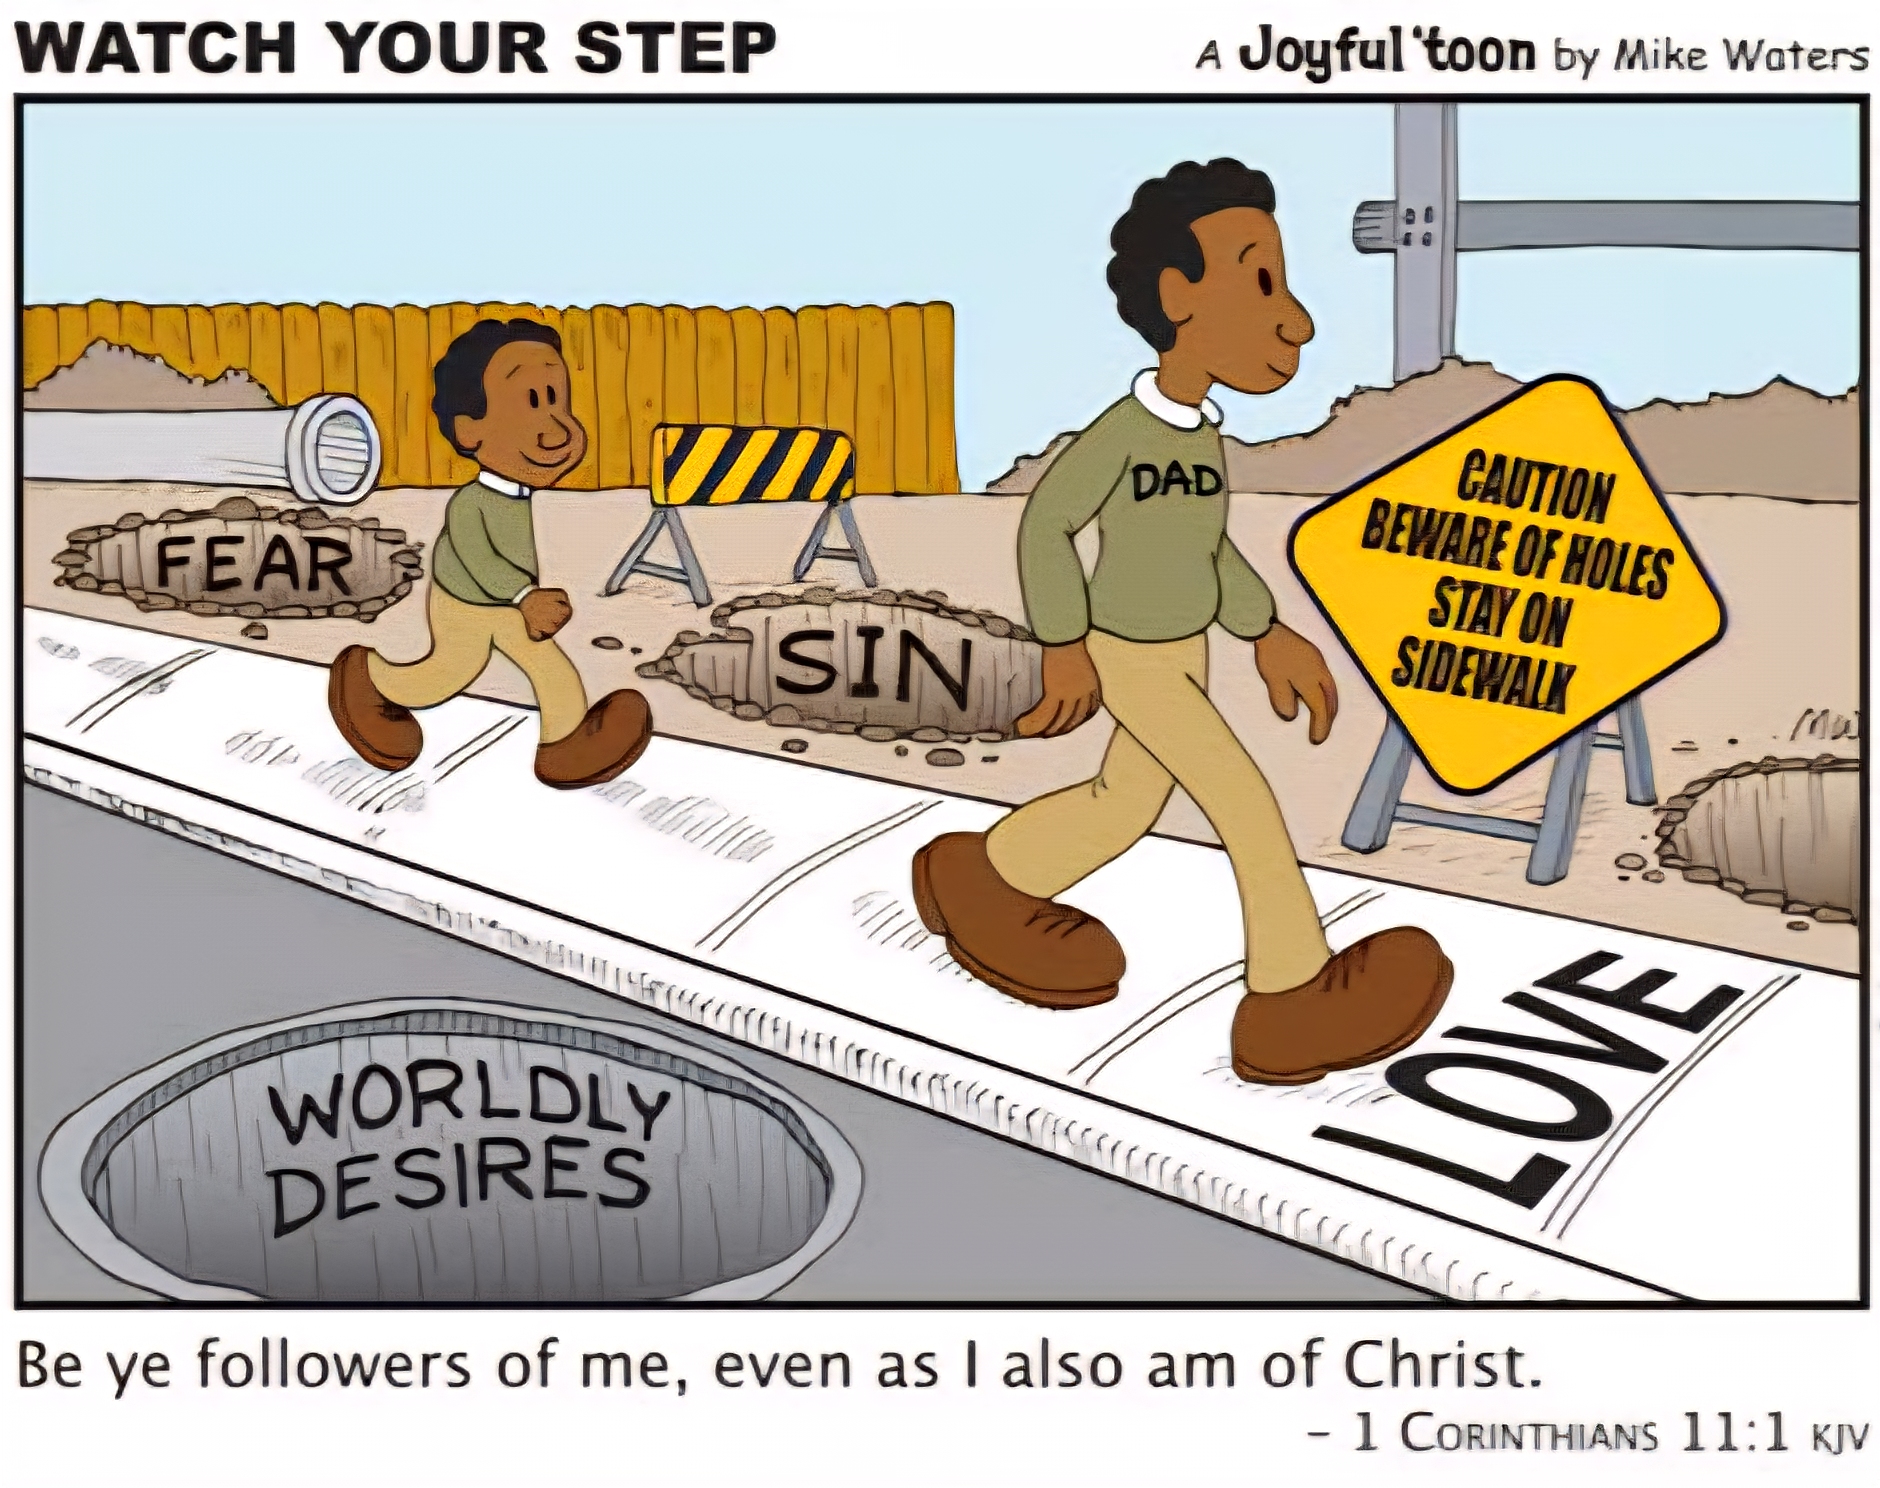 WATCH YOUR STEP
A Joyful 'toon by Mike Waters
DAD
CAUTION
BEWARE OF HOLES
STAY ON
SIDEWALK
FEAR
SIN
LOVE
WORLDLY
DESIRES
Be ye followers of me, even as I also am of Christ.
– 1 CORINTHIANS 11:1 KJV